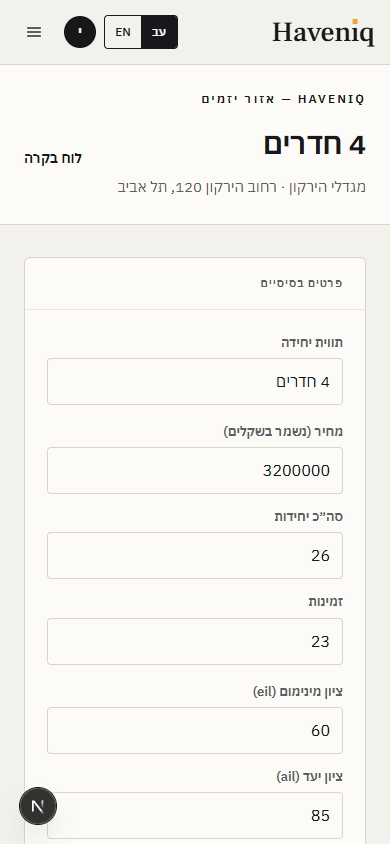 Haveniq
עב
EN
י
HAVENIQ — אזור יזמים
4 חדרים
לוח בקרה
מגדלי הירקון · רחוב הירקון 120, תל אביב
פרטים בסיסיים
תווית יחידה
4 חדרים
מחיר (נשמר בשקלים)
3200000
סה״כ יחידות
26
זמינות
23
ציון מינימום (eil)
60
ציון יעד (ail)
85
N